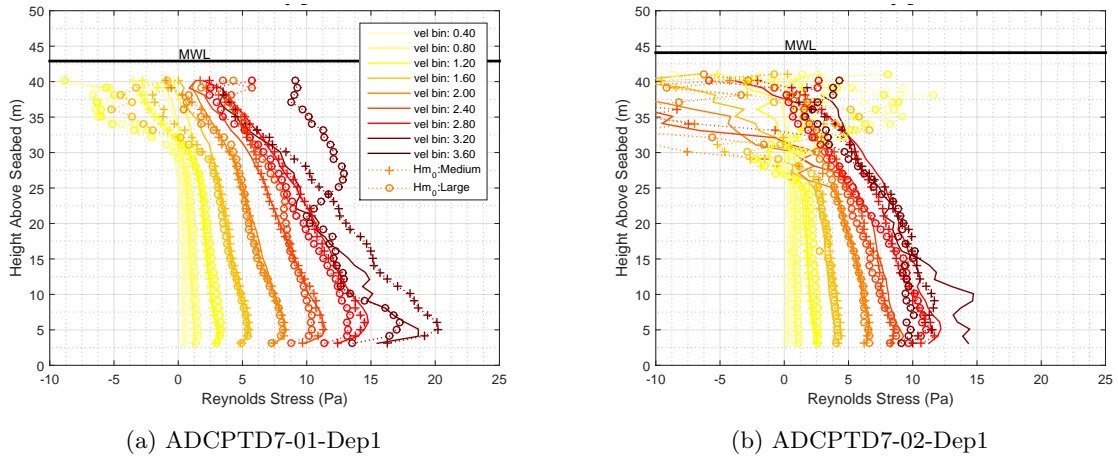 50
45
40
35
30
25
20
15
10
5
0
Height Above Seabed (m)
MWL
vel bin: 0.40
vel bin: 0.80
vel bin: 1.20
vel bin: 1.60
vel bin: 2.00
vel bin: 2.40
vel bin: 2.80
vel bin: 3.20
vel bin: 3.60
Hm0:Medium
Hm0:Large
-10 -5 0 5 10 15 20 25
Reynolds Stress (Pa)
(a) ADCPTD7-01-Dep1
50
45
40
35
30
25
20
15
10
5
0
Height Above Seabed (m)
MWL
-10 -5 0 5 10 15 20 25
Reynolds Stress (Pa)
(b) ADCPTD7-02-Dep1